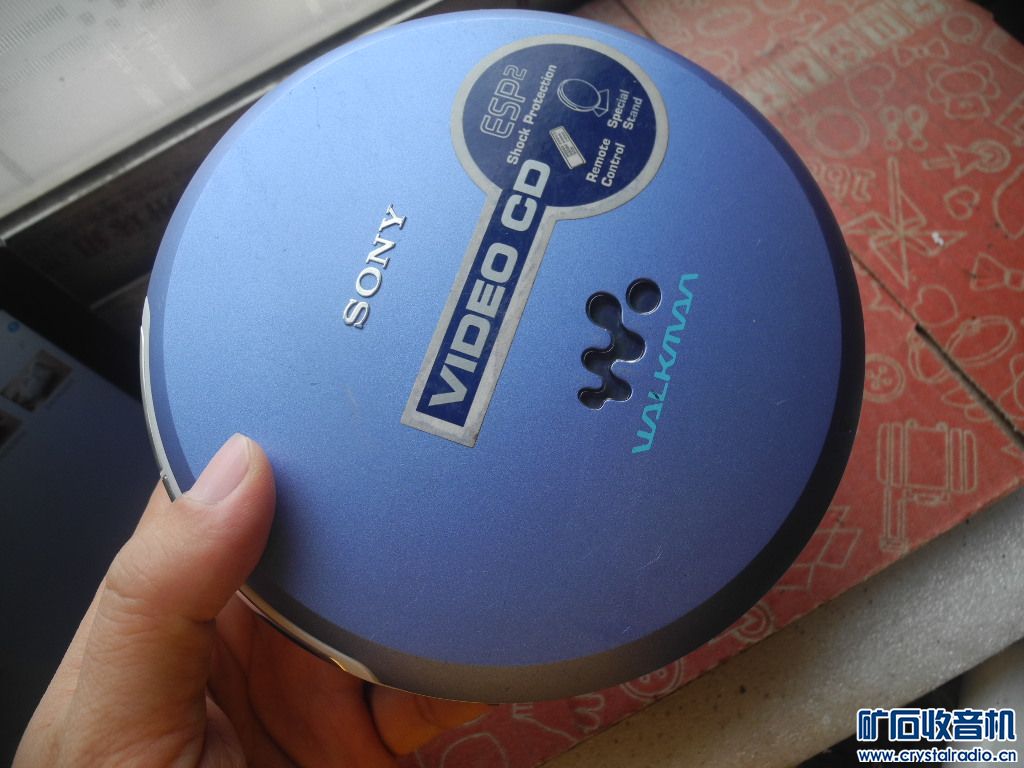 SONY
VIDEO CD
ESP2
Shock Protection
Remote
Control
Special
Stand
WALKMAN
矿石收音机
www.crystalradio.cn